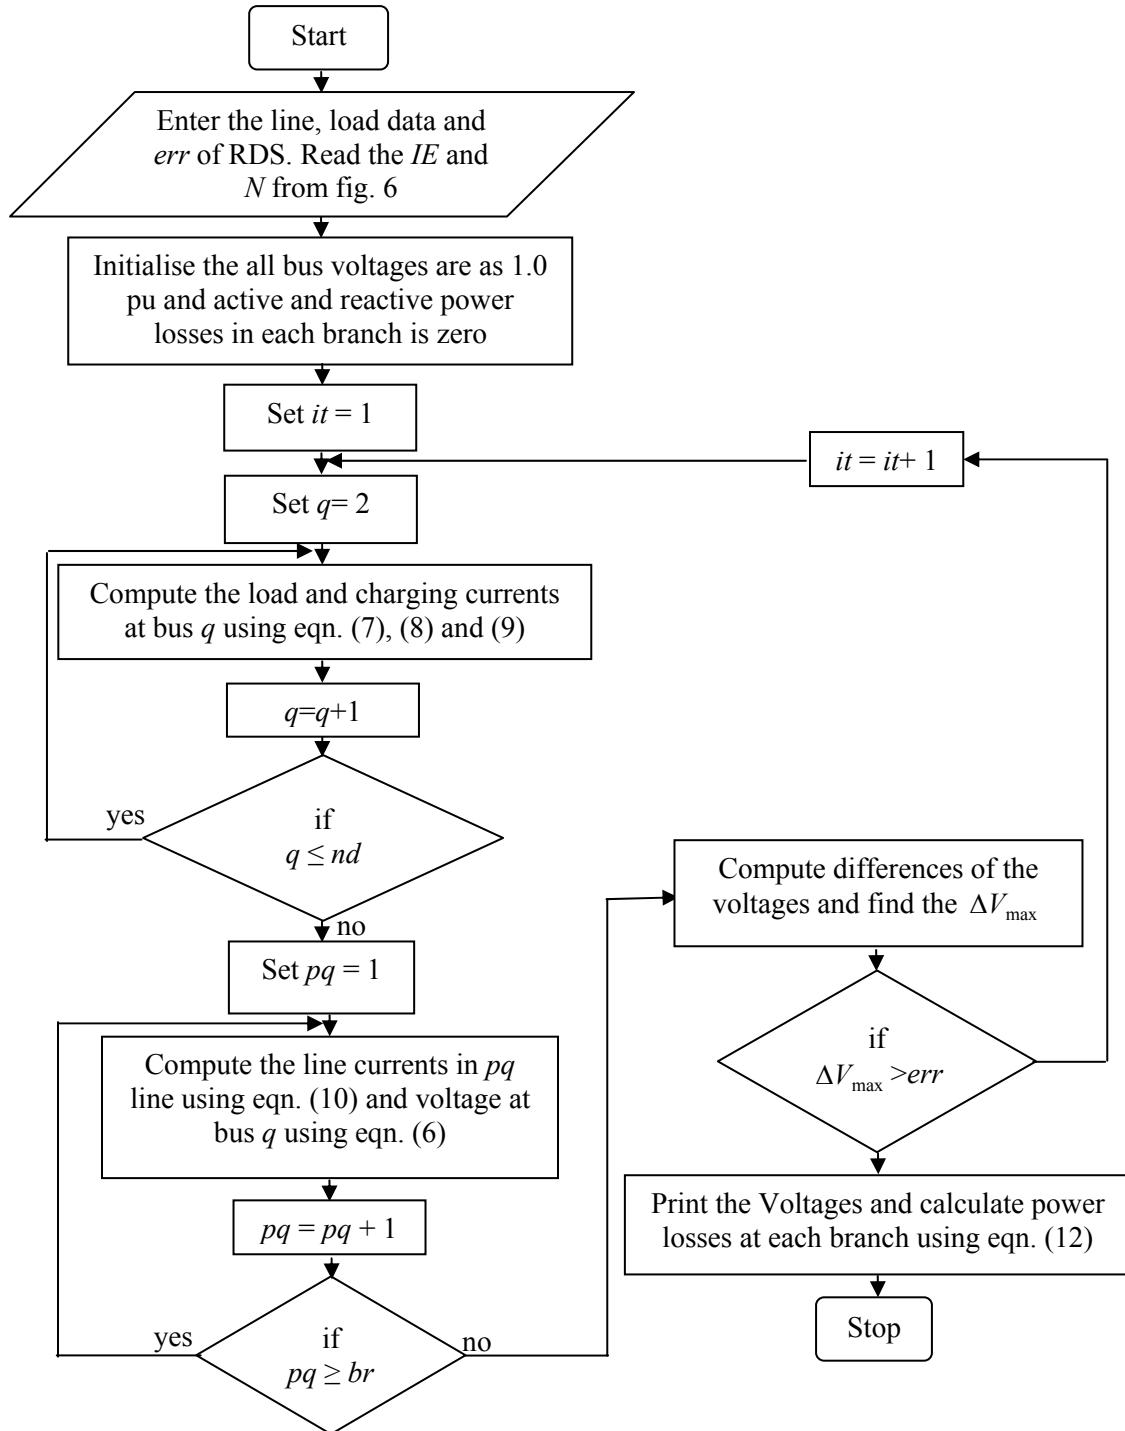 Start
Enter the line, load data and
err of RDS. Read the IE and
N from fig. 6
Initialise the all bus voltages are as 1.0
pu and active and reactive power
losses in each branch is zero
Set it = 1
it = it+ 1
Set q= 2
Compute the load and charging currents
at bus q using eqn. (7), (8) and (9)
q=q+1
yes
if
q ≤ nd
no
Set pq = 1
Compute the line currents in pq
line using eqn. (10) and voltage at
bus q using eqn. (6)
pq = pq + 1
yes
if
pq ≥ br
no
Compute differences of the
voltages and find the ΔVmax
if
ΔVmax >err
Print the Voltages and calculate power
losses at each branch using eqn. (12)
Stop